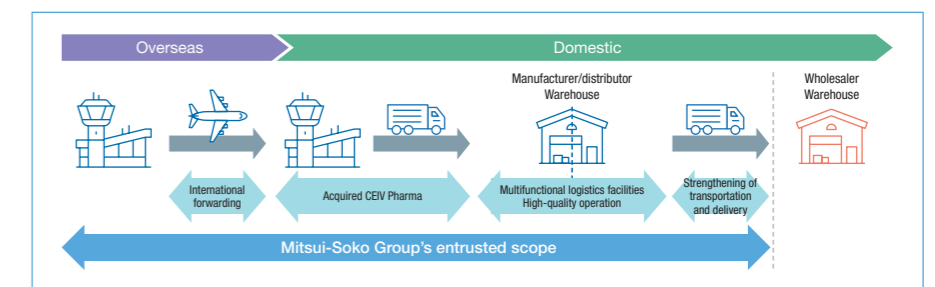 Overseas
Domestic
Manufacturer/distributor
Warehouse
Wholesaler
Warehouse
International
forwarding
Acquired CEIV Pharma
Multifunctional logistics facilities
High-quality operation
Strengthening of
transportation
and delivery
Mitsui-Soko Group's entrusted scope